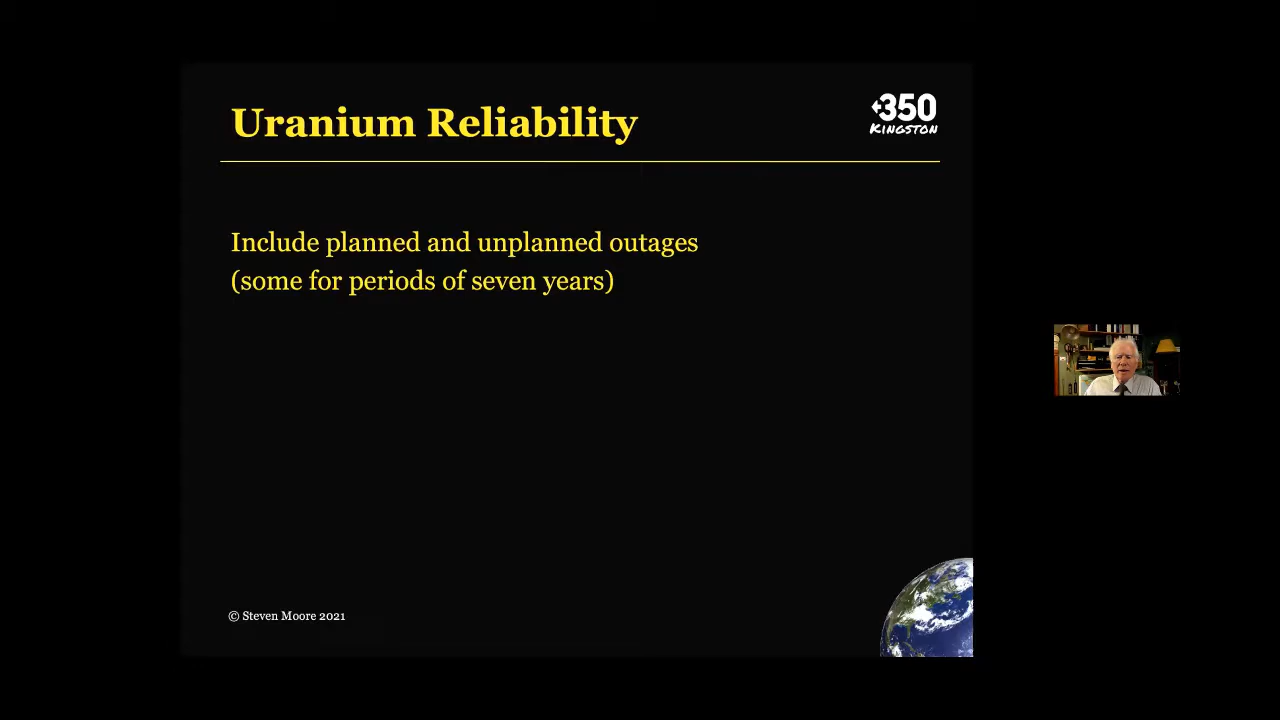 Uranium Reliability
350
KINGSTON
Include planned and unplanned outages
(some for periods of seven years)
© Steven Moore 2021